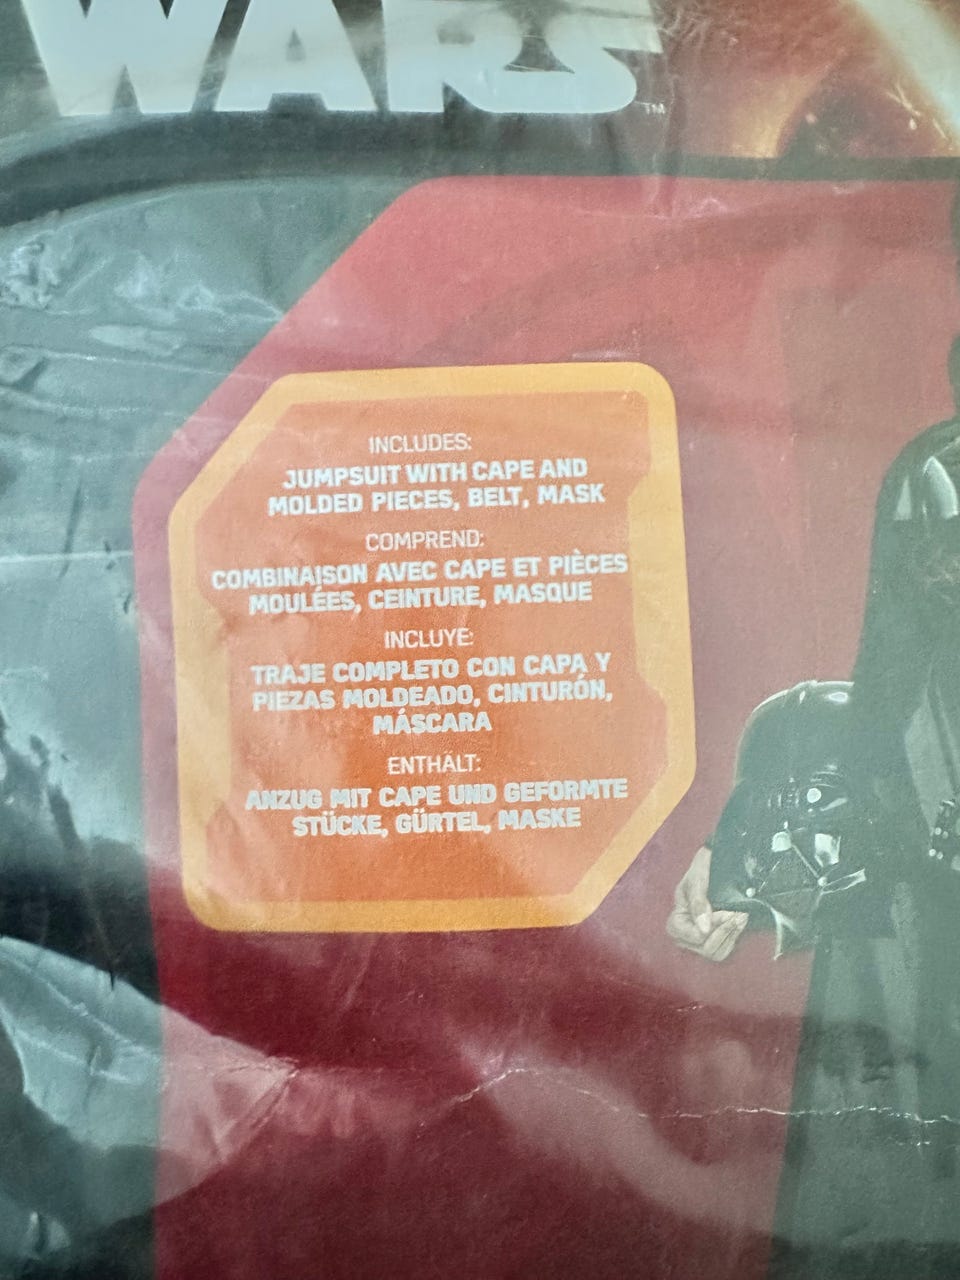 WARS
INCLUDES:
JUMPSUIT WITH CAPE AND
MOLDED PIECES, BELT, MASK
COMPREND:
COMBINAISON AVEC CAPE ET PIÈCES
MOULÉES, CEINTURE, MASQUE
INCLUYE:
TRAJE COMPLETO CON CAPA Y
PIEZAS MOLDEADO, CINTURÓN,
MÁSCARA
ENTHÄLT:
ANZUG MIT CAPE UND GEFORMTE
STÜCKE, GÜRTEL, MASKE